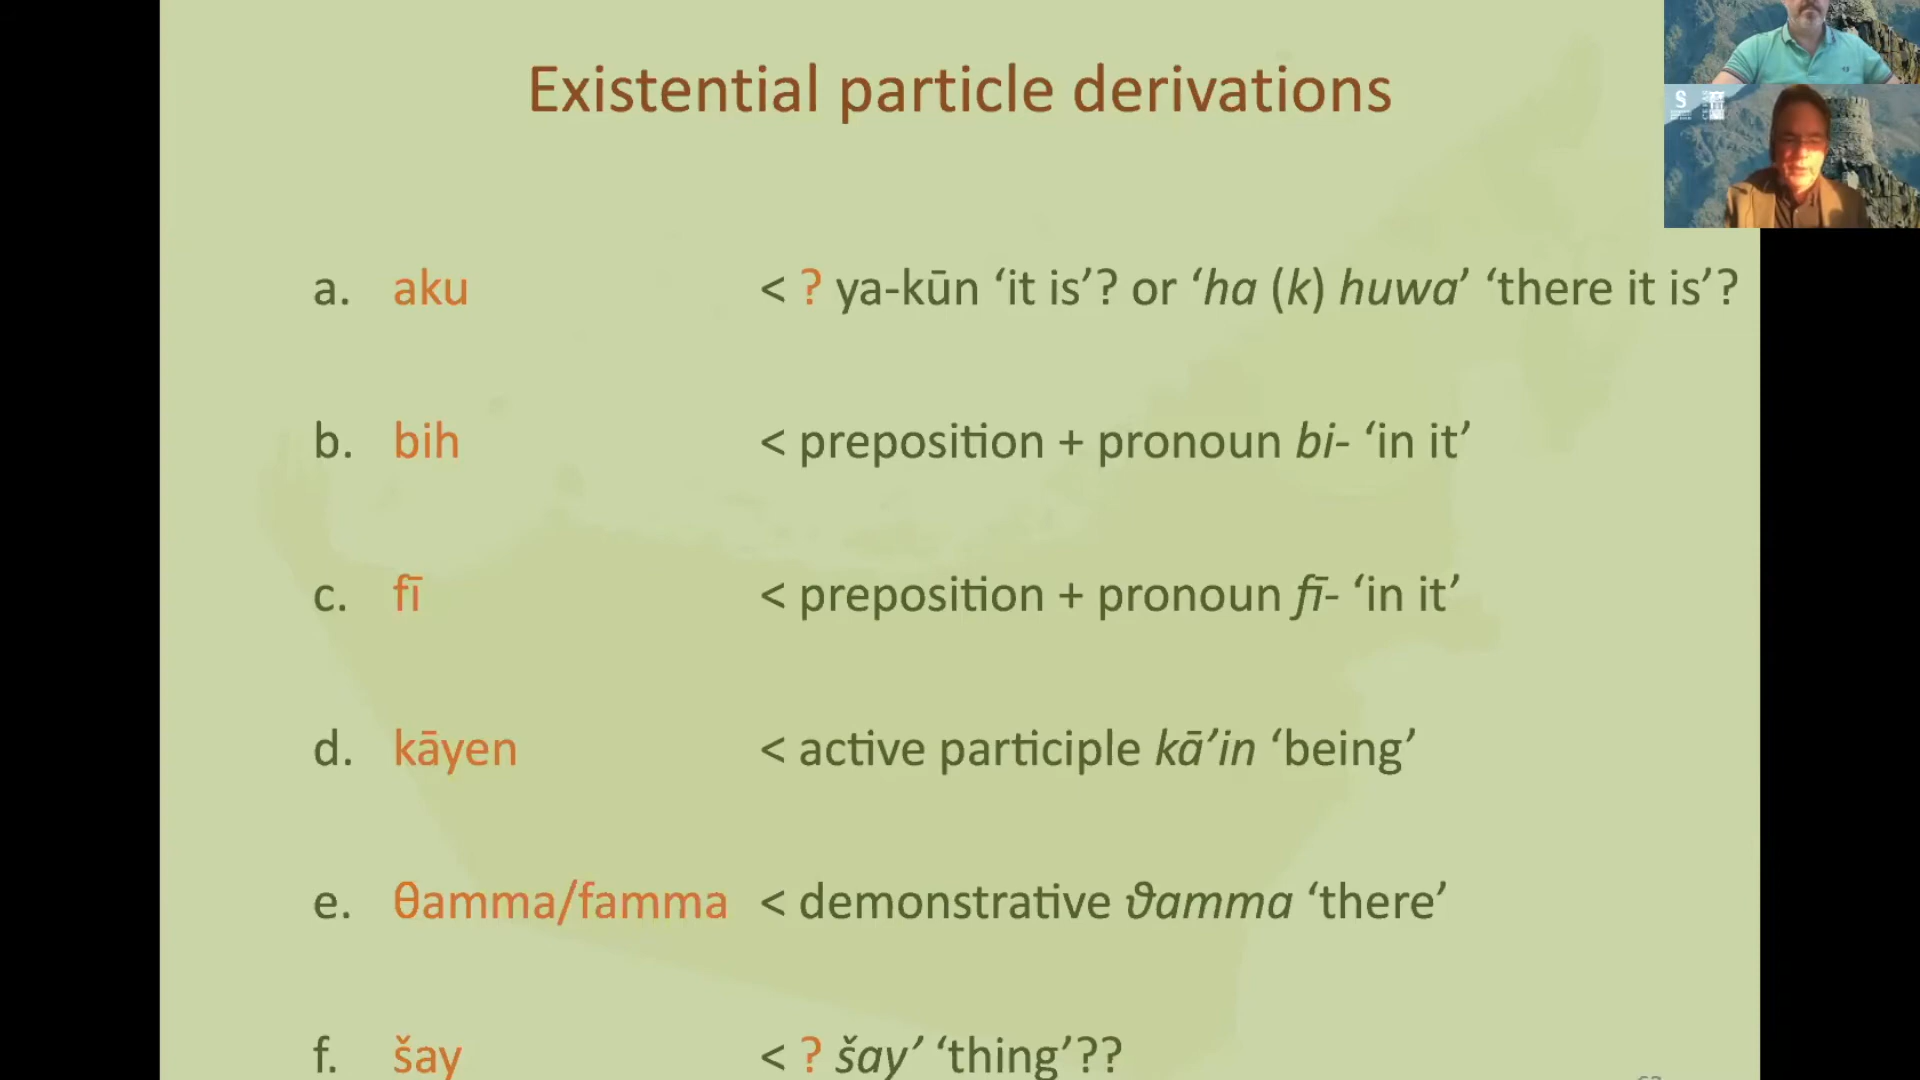 Existential particle derivations
a. aku < ? ya-kūn ‘it is’? or ‘ha (k) huwa’ ‘there it is’?
b. bih < preposition + pronoun bi- ‘in it’
c. fī < preposition + pronoun fī- ‘in it’
d. kāyen < active participle kā’in ‘being’
e. θamma/famma < demonstrative ϑamma ‘there’
f. šay < ? šay’ ‘thing’??
S